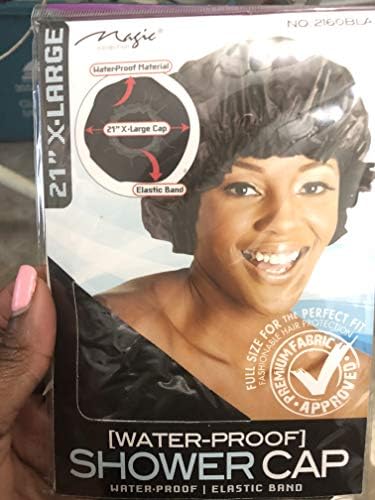 Magic
NO. 2160BLA
21" X-LARGE
Water-Proof Material
21" X-Large Cap
Elastic Band
FULL SIZE FOR THE PERFECT FIT
FASHIONABLE HAIR PROTECTION
PREMIUM FABRIC
APPROVED
[WATER-PROOF]
SHOWER CAP
WATER-PROOF | ELASTIC BAND